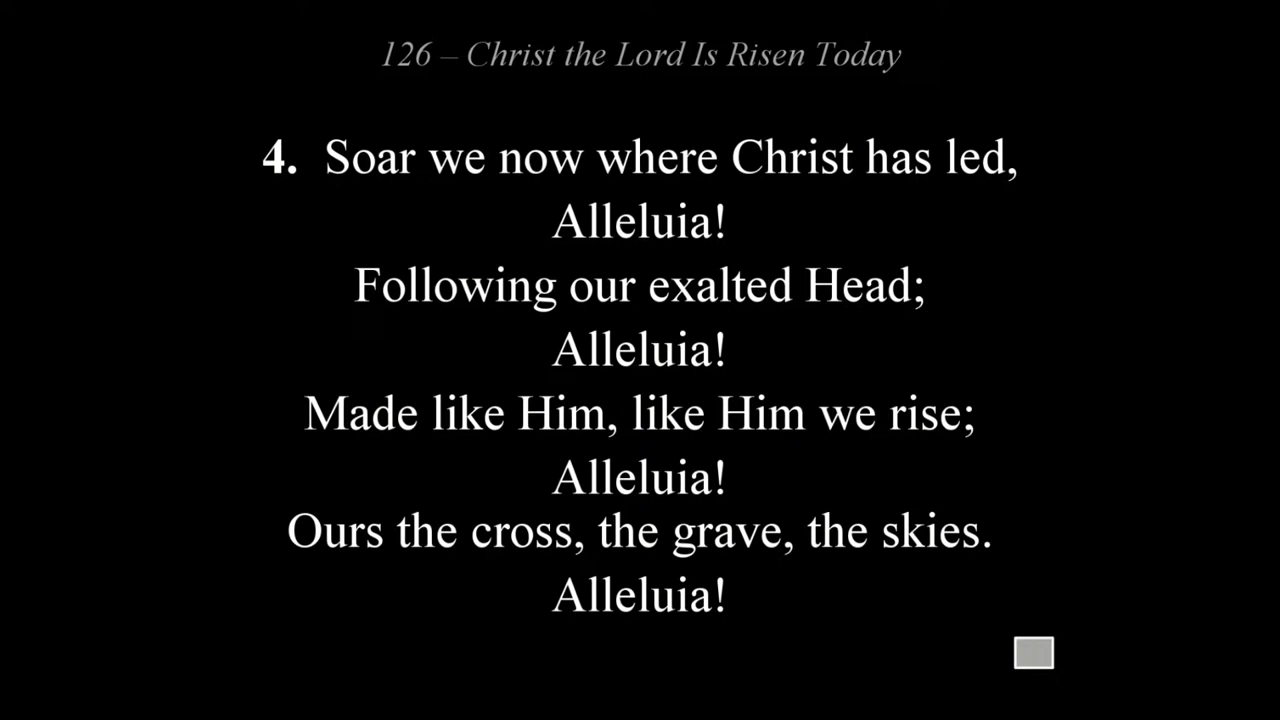 126 – Christ the Lord Is Risen Today
4. Soar we now where Christ has led,
Alleluia!
Following our exalted Head;
Alleluia!
Made like Him, like Him we rise;
Alleluia!
Ours the cross, the grave, the skies.
Alleluia!